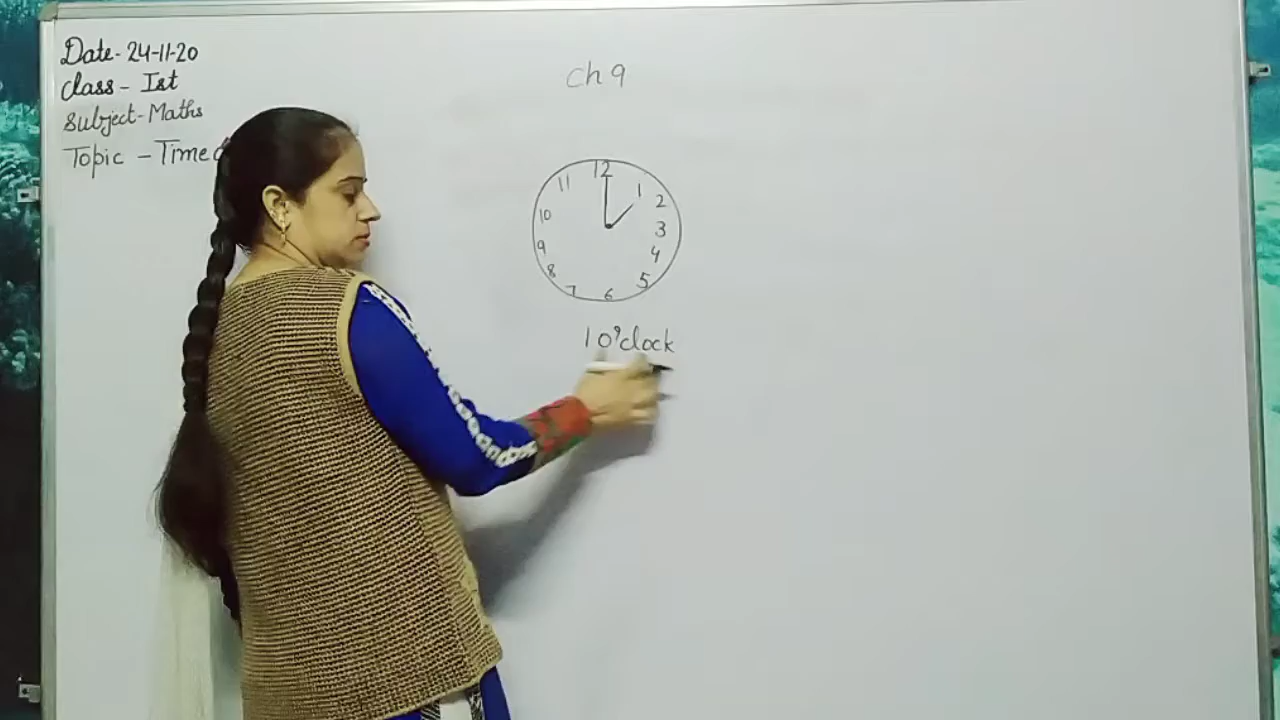 Date- 24-11-20
Class - Ist
Subject- Maths
Topic - Time
Ch 9
12
11
1
10
2
9
3
8
4
7
5
6
1 O'clock